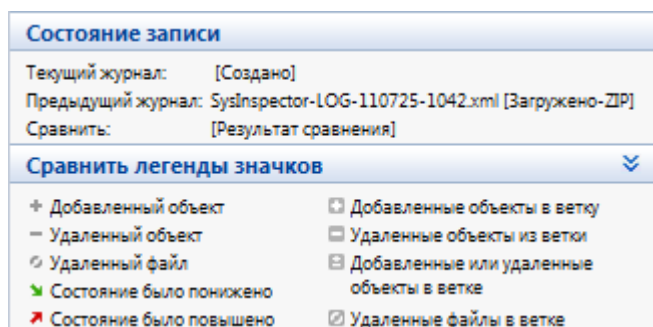 Состояние записи
Текущий журнал: [Создано]
Предыдущий журнал: SysInspector-LOG-110725-1042.xml [Загружено-ZIP]
Сравнить: [Результат сравнения]
Сравнить легенды значков
Добавленный объект
Добавленные объекты в ветку
Удаленный объект
Удаленные объекты из ветки
Удаленный файл
Добавленные или удаленные
объекты в ветке
Состояние было понижено
Состояние было повышено
Удаленные файлы в ветке